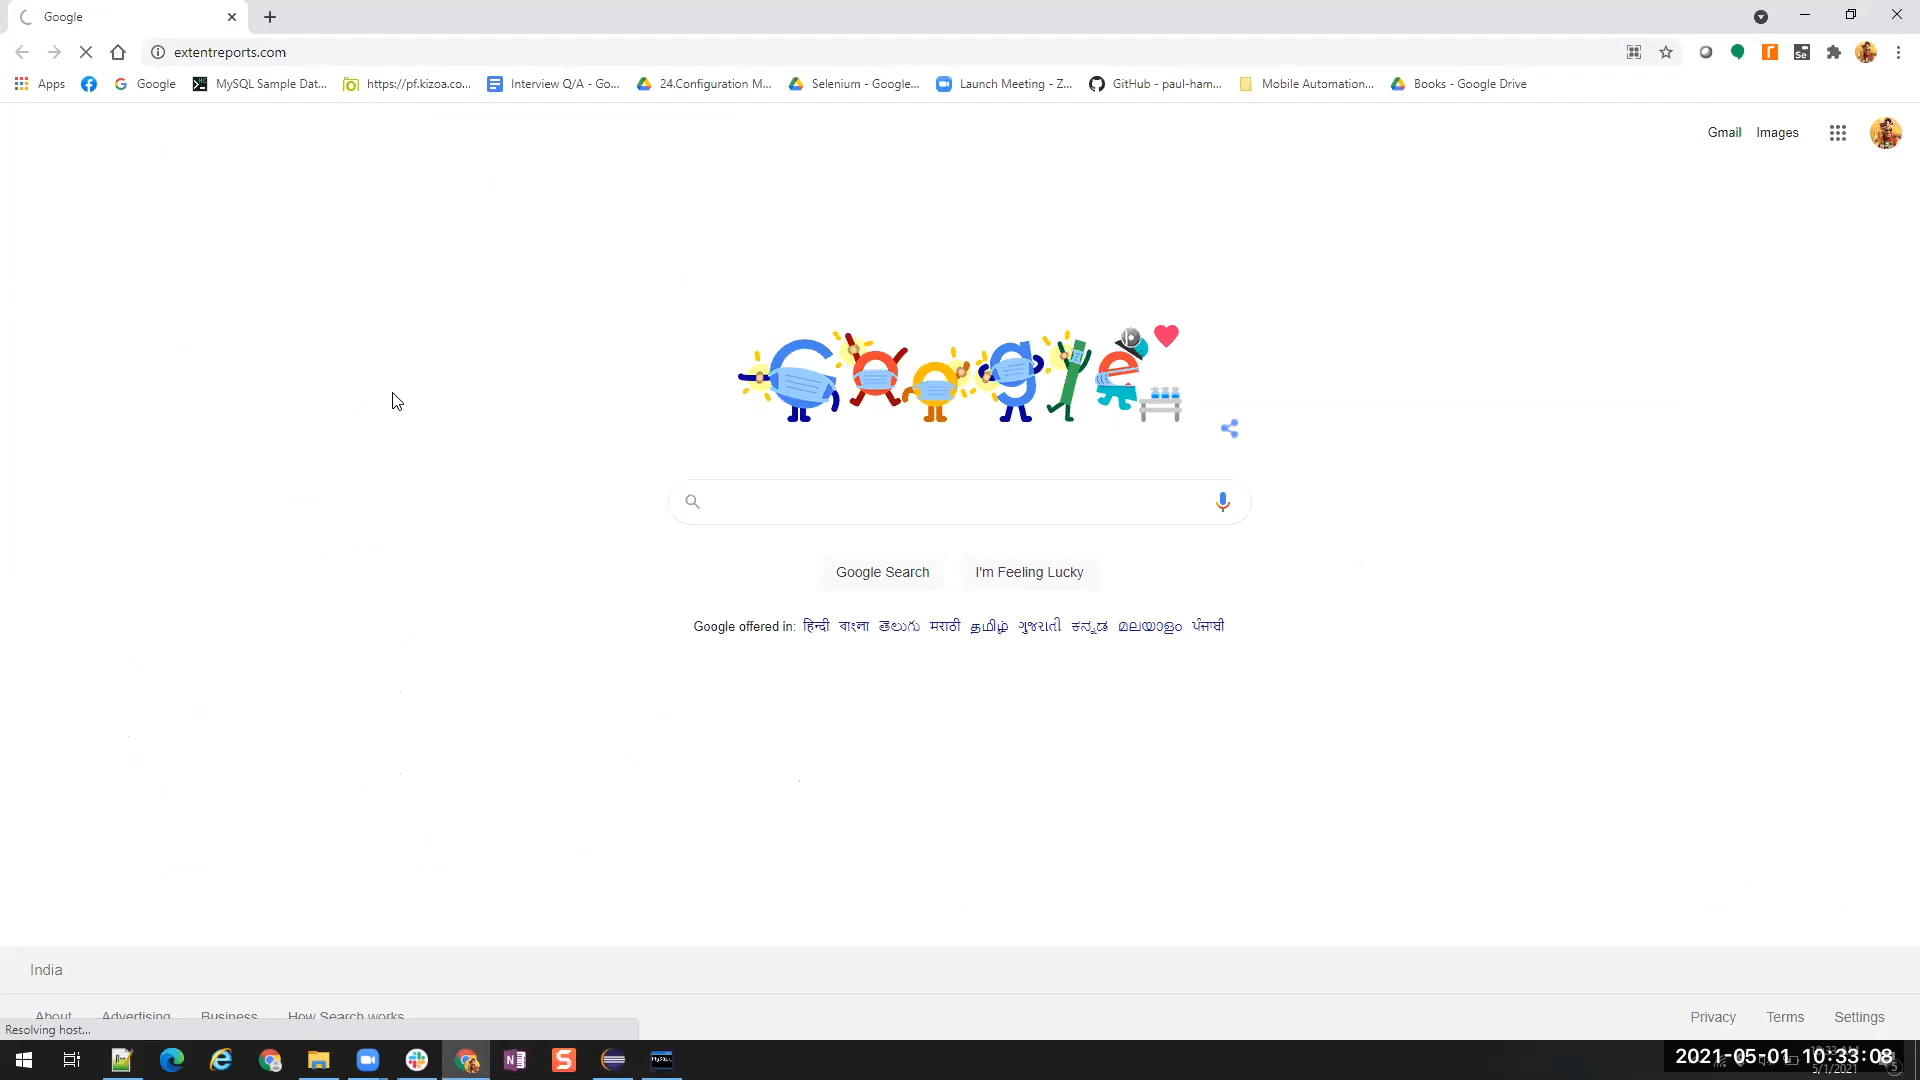 Google
extentreports.com
Apps Google MySQL Sample Dat... https://pf.kizoa.co... Interview Q/A - Go... 24.Configuration M... Selenium - Google... Launch Meeting - Z... GitHub - paul-ham... Mobile Automation... Books - Google Drive
Gmail Images
Google Search I'm Feeling Lucky
Google offered in: हिन्दी বাংলা తెలుగు मराठी தமிழ் ગુજરાતી ಕನ್ನಡ മലയാളം ਪੰਜਾਬੀ
India
About Advertising Business How Search works Privacy Terms Settings
Resolving host...
2021-05-01 10:33:08
5/1/2021